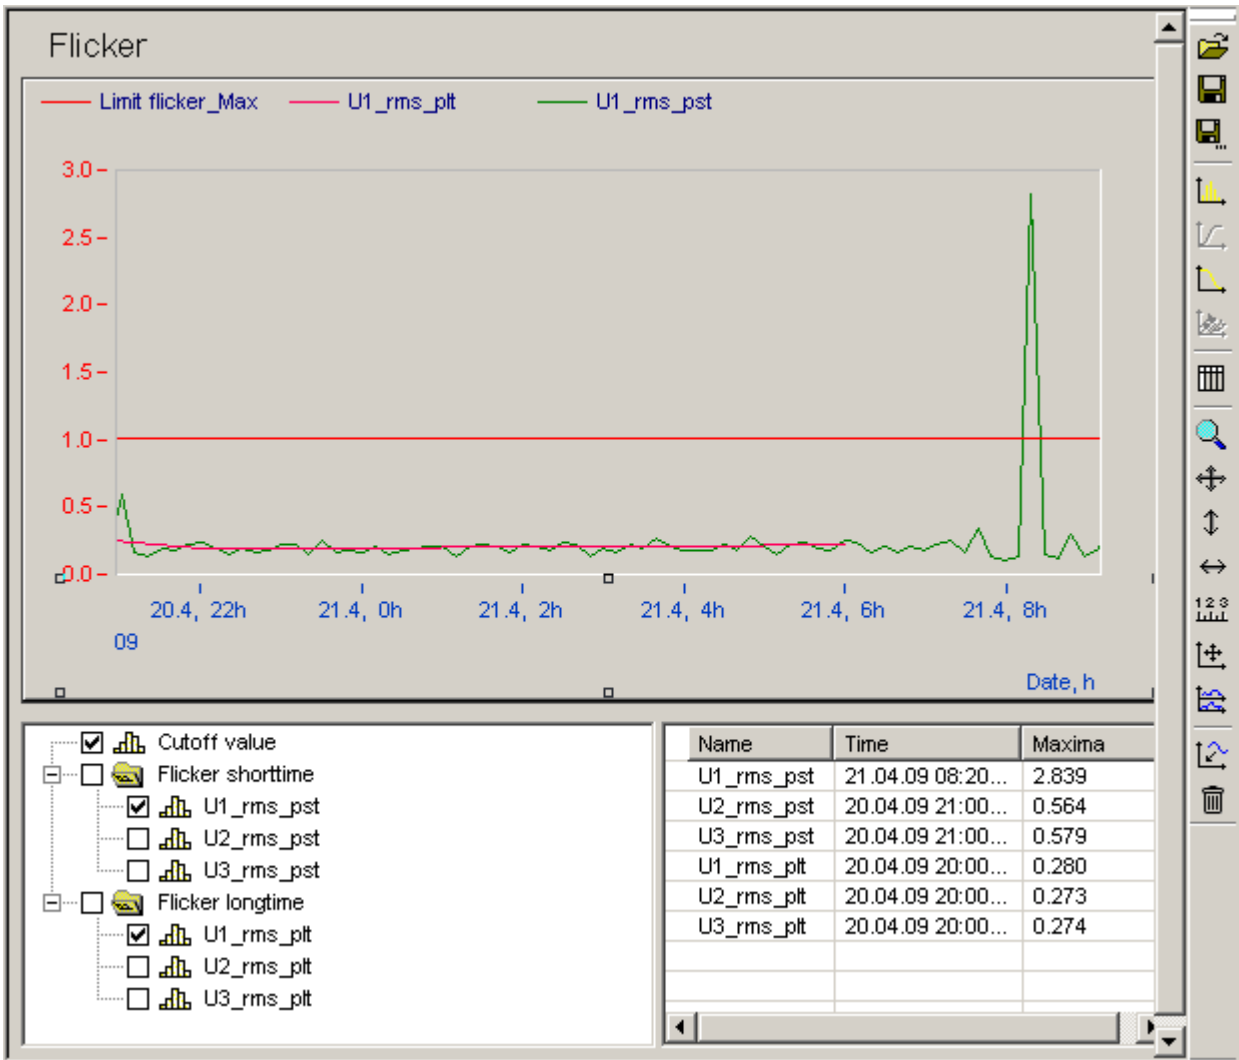 Flicker
Limit flicker_Max U1_rms_plt U1_rms_pst
3.0
2.5
2.0
1.5
1.0
0.5
0.0
20.4, 22h 21.4, 0h 21.4, 2h 21.4, 4h 21.4, 6h 21.4, 8h
09
Date, h
Cutoff value
Flicker shorttime
U1_rms_pst
U2_rms_pst
U3_rms_pst
Flicker longtime
U1_rms_plt
U2_rms_plt
U3_rms_plt
Name Time Maxima
U1_rms_pst 21.04.09 08:20... 2.839
U2_rms_pst 20.04.09 21:00... 0.564
U3_rms_pst 20.04.09 21:00... 0.579
U1_rms_plt 20.04.09 20:00... 0.280
U2_rms_plt 20.04.09 20:00... 0.273
U3_rms_plt 20.04.09 20:00... 0.274
1 2 3